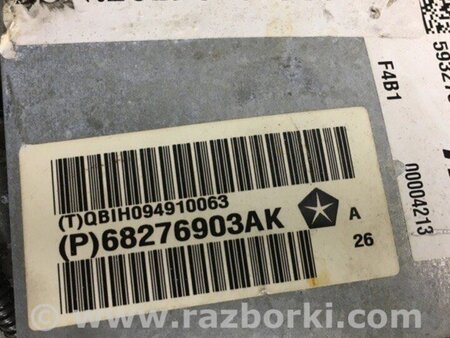 (T)QBIH094910063
(P)68276903AK
A
26
F4B1
00004213
www.razborki.com